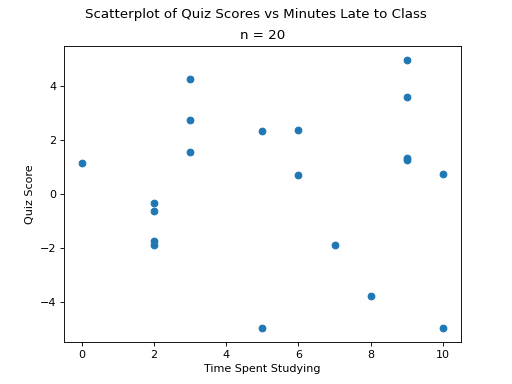 Scatterplot of Quiz Scores vs Minutes Late to Class
n = 20
4
2
0
−2
−4
Quiz Score
0 2 4 6 8 10
Time Spent Studying